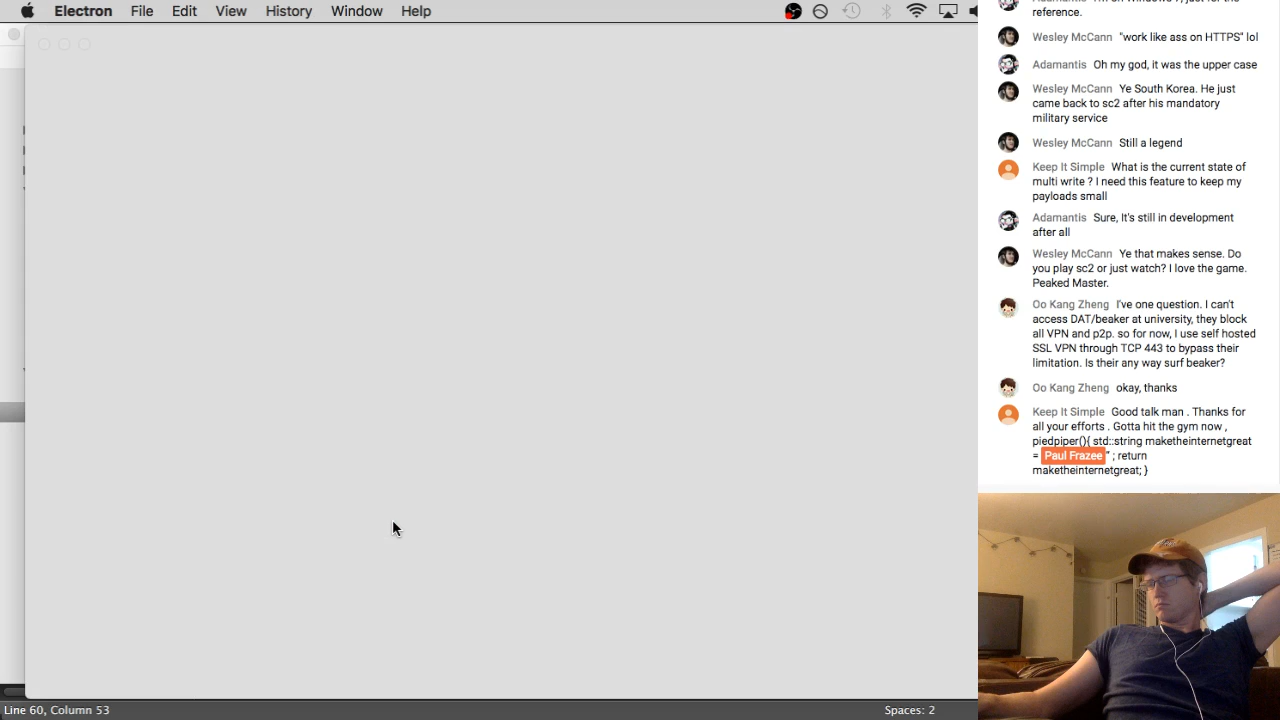 Electron File Edit View History Window Help
reference.
Wesley McCann "work like ass on HTTPS" lol
Adamantis Oh my god, it was the upper case
Wesley McCann Ye South Korea. He just
came back to sc2 after his mandatory
military service
Wesley McCann Still a legend
Keep It Simple What is the current state of
multi write ? I need this feature to keep my
payloads small
Adamantis Sure, It's still in development
after all
Wesley McCann Ye that makes sense. Do
you play sc2 or just watch? I love the game.
Peaked Master.
Oo Kang Zheng I've one question. I can't
access DAT/beaker at university, they block
all VPN and p2p. so for now, I use self hosted
SSL VPN through TCP 443 to bypass their
limitation. Is their any way surf beaker?
Oo Kang Zheng okay, thanks
Keep It Simple Good talk man . Thanks for
all your efforts . Gotta hit the gym now ,
piedpiper(){ std::string maketheinternetgreat
= Paul Frazee " ; return
maketheinternetgreat; }
Line 60, Column 53
Spaces: 2